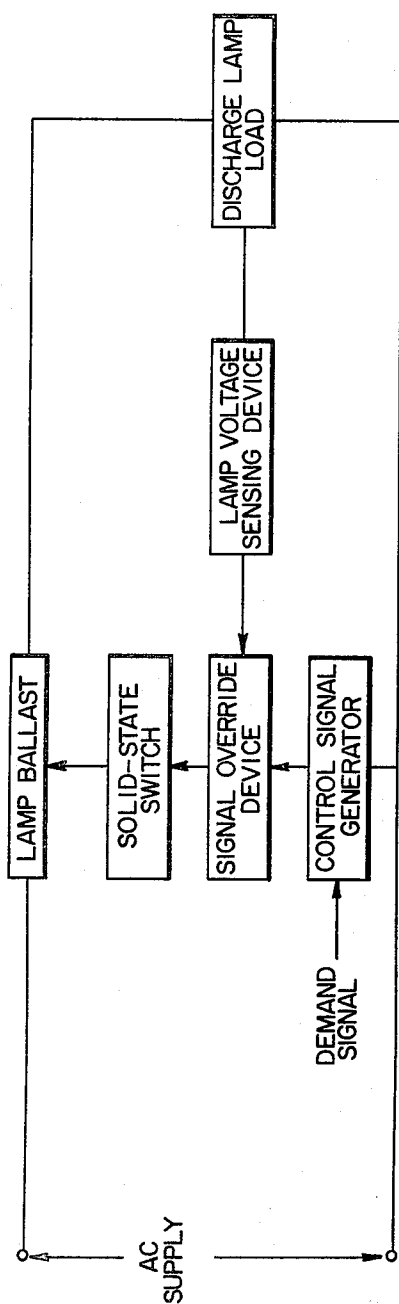 AC
SUPPLY
LAMP BALLAST
SOLID-STATE
SWITCH
SIGNAL OVERRIDE
DEVICE
CONTROL SIGNAL
GENERATOR
DEMAND
SIGNAL
LAMP VOLTAGE
SENSING DEVICE
DISCHARGE LAMP
LOAD